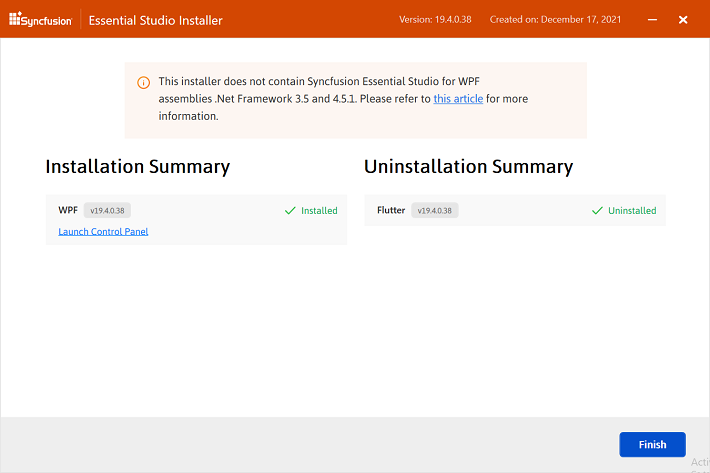 Syncfusion Essential Studio Installer Version: 19.4.0.38 Created on: December 17, 2021
This installer does not contain Syncfusion Essential Studio for WPF
assemblies .Net Framework 3.5 and 4.5.1. Please refer to this article for more
information.
Installation Summary
WPF v19.4.0.38 Installed
Launch Control Panel
Uninstallation Summary
Flutter v19.4.0.38 Uninstalled
Finish